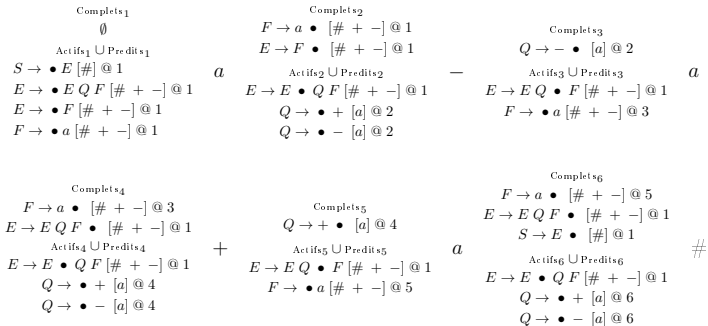 Complets₁
∅
Actifs₁ ∪ Predits₁
S → • E [#] @ 1
E → • E Q F [# + −] @ 1
E → • F [# + −] @ 1
F → • a [# + −] @ 1
a
Complets₂
F → a • [# + −] @ 1
E → F • [# + −] @ 1
Actifs₂ ∪ Predits₂
E → E • Q F [# + −] @ 1
Q → • + [a] @ 2
Q → • − [a] @ 2
−
Complets₃
Q → − • [a] @ 2
Actifs₃ ∪ Predits₃
E → E Q • F [# + −] @ 1
F → • a [# + −] @ 3
a
Complets₄
F → a • [# + −] @ 3
E → E Q F • [# + −] @ 1
Actifs₄ ∪ Predits₄
E → E • Q F [# + −] @ 1
Q → • + [a] @ 4
Q → • − [a] @ 4
+
Complets₅
Q → + • [a] @ 4
Actifs₅ ∪ Predits₅
E → E Q • F [# + −] @ 1
F → • a [# + −] @ 5
a
Complets₆
F → a • [# + −] @ 5
E → E Q F • [# + −] @ 1
S → E • [#] @ 1
Actifs₆ ∪ Predits₆
E → E • Q F [# + −] @ 1
Q → • + [a] @ 6
Q → • − [a] @ 6
#